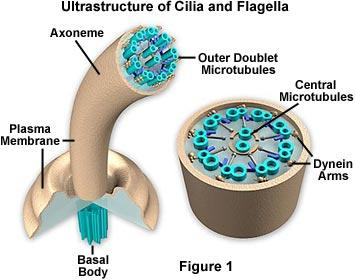 Ultrastructure of Cilia and Flagella
Axoneme
Outer Doublet
Microtubules
Central
Microtubules
Plasma
Membrane
Dynein
Arms
Basal
Body
Figure 1